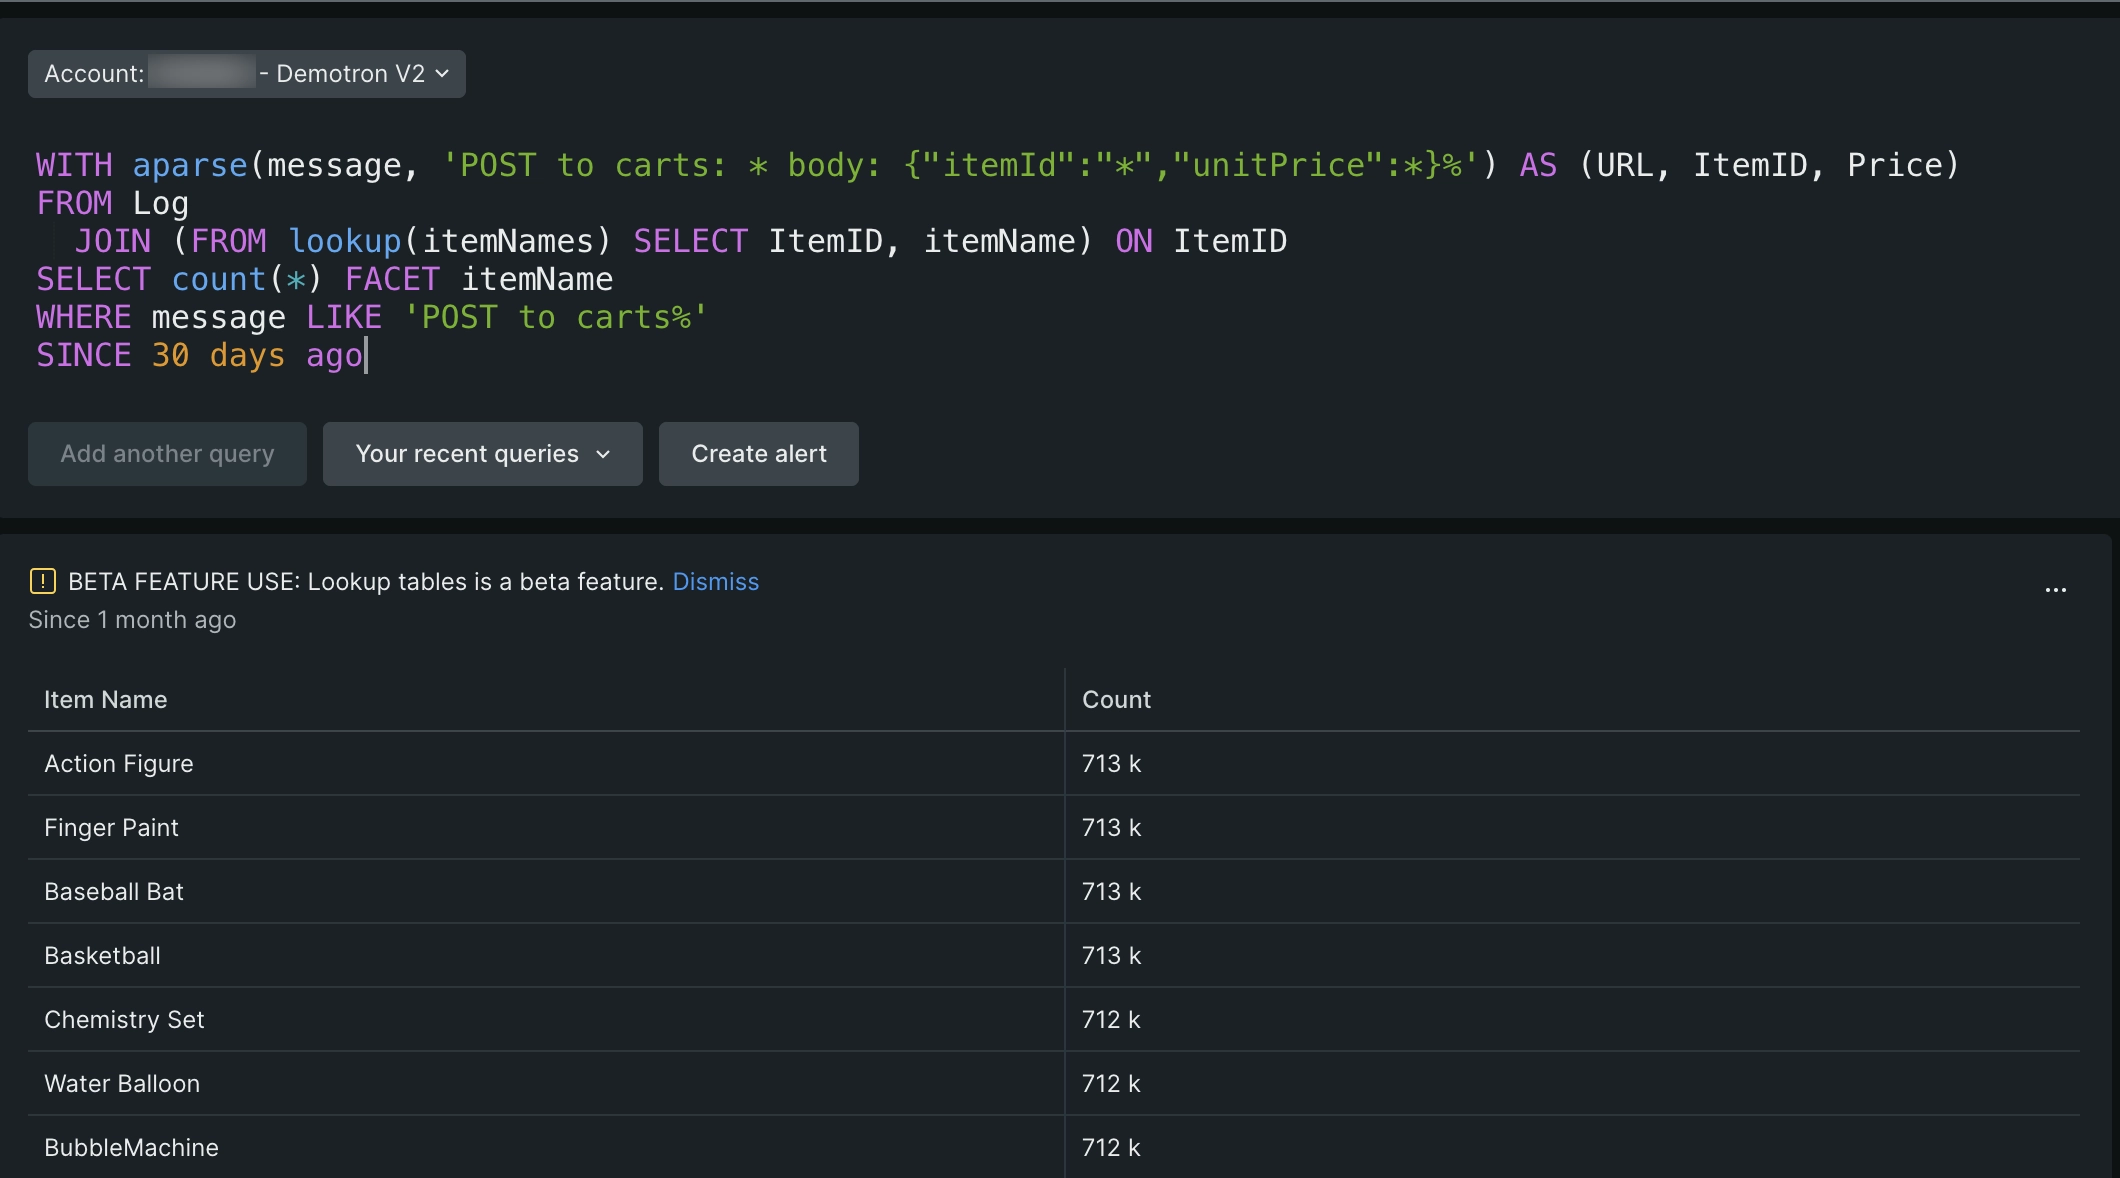 Account: - Demotron V2
WITH aparse(message, 'POST to carts: * body: {"itemId":"*","unitPrice":*}%') AS (URL, ItemID, Price)
FROM Log
JOIN (FROM lookup(itemNames) SELECT ItemID, itemName) ON ItemID
SELECT count(*) FACET itemName
WHERE message LIKE 'POST to carts%'
SINCE 30 days ago
Add another query Your recent queries Create alert
! BETA FEATURE USE: Lookup tables is a beta feature. Dismiss
...
Since 1 month ago
Item Name Count
Action Figure 713 k
Finger Paint 713 k
Baseball Bat 713 k
Basketball 713 k
Chemistry Set 712 k
Water Balloon 712 k
BubbleMachine 712 k